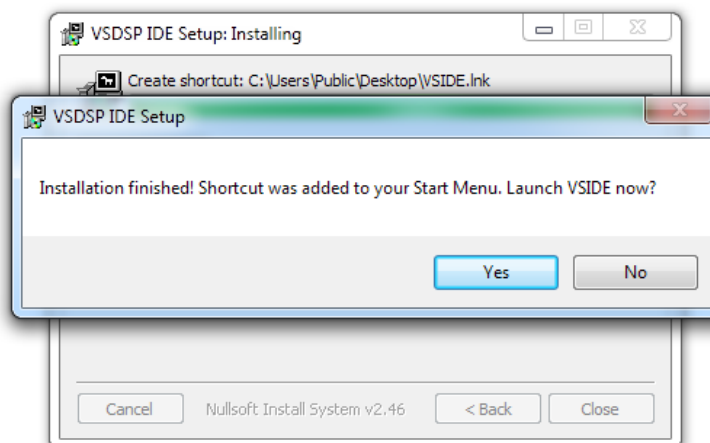 VSDSP IDE Setup: Installing
Create shortcut: C:\Users\Public\Desktop\VSIDE.lnk
VSDSP IDE Setup
Installation finished! Shortcut was added to your Start Menu. Launch VSIDE now?
Yes No
Cancel Nullsoft Install System v2.46 < Back Close